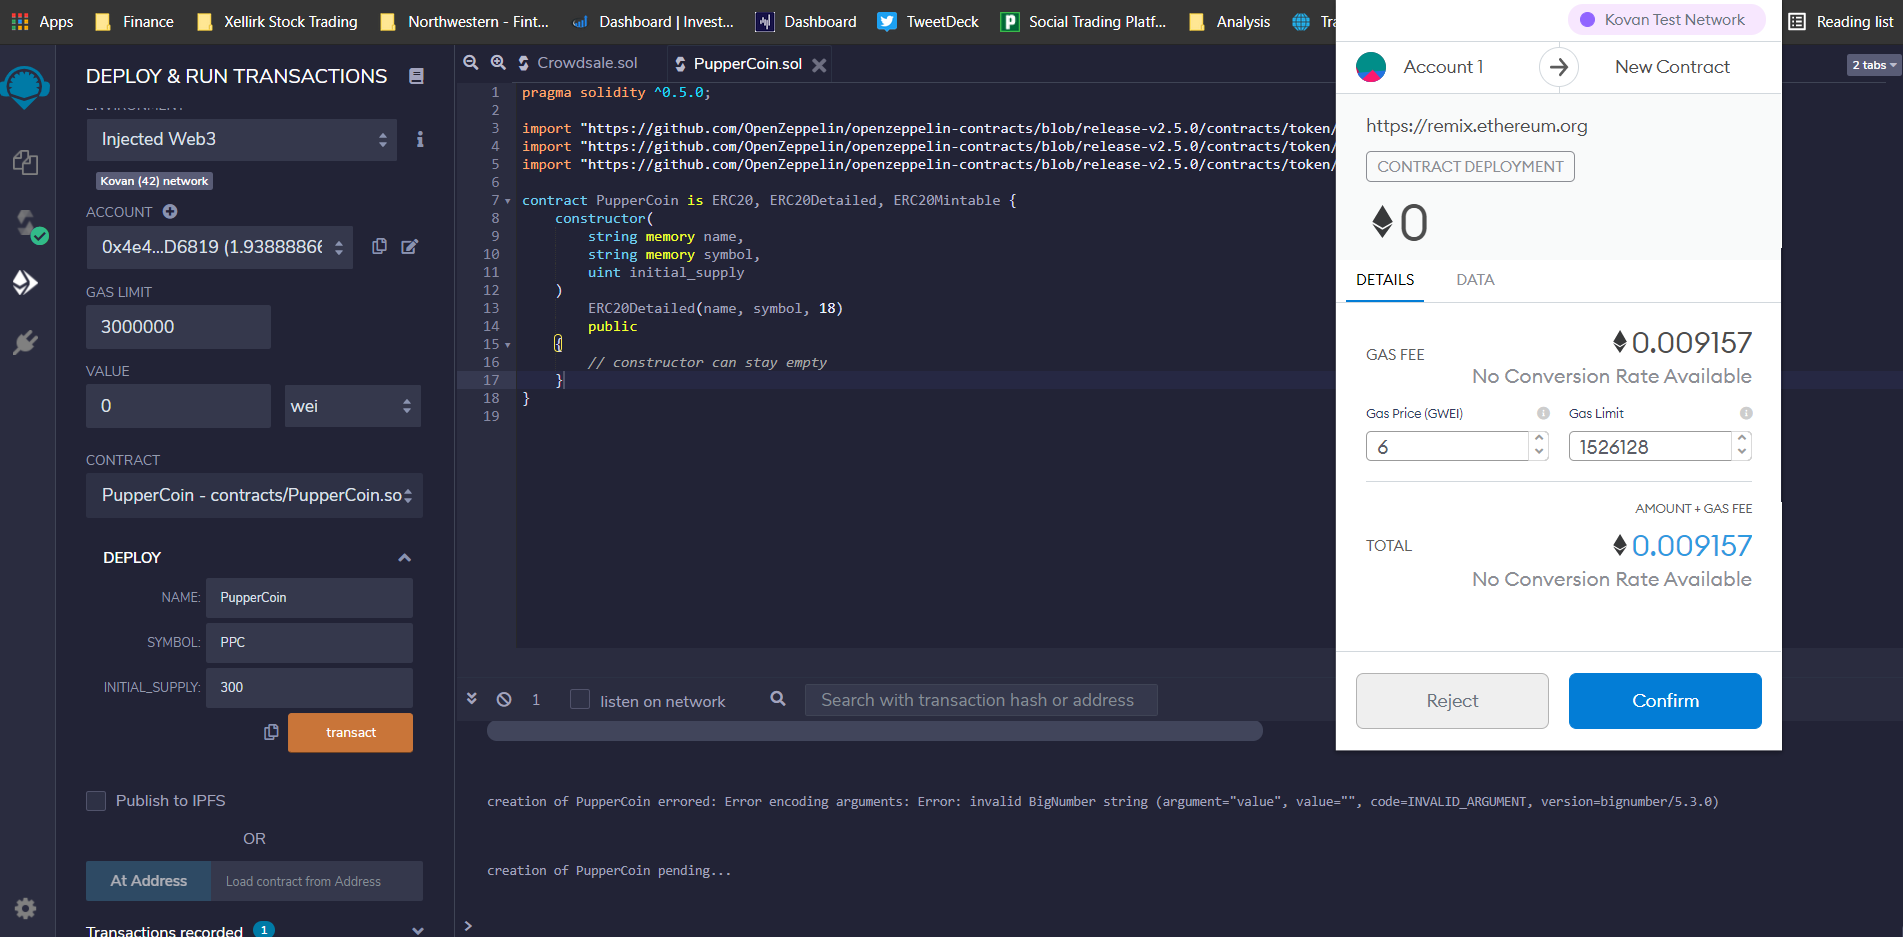 Apps Finance Xellirk Stock Trading Northwestern - Fint... Dashboard | Invest... Dashboard TweetDeck Social Trading Platf... Analysis Reading list
2 tabs
DEPLOY & RUN TRANSACTIONS
Injected Web3
Kovan (42) network
ACCOUNT
0x4e4...D6819 (1.93888866
GAS LIMIT
3000000
VALUE
0
wei
CONTRACT
PupperCoin - contracts/PupperCoin.so
DEPLOY
NAME: PupperCoin
SYMBOL: PPC
INITIAL_SUPPLY: 300
transact
Publish to IPFS
OR
At Address Load contract from Address
Transactions recorded 1
Crowdsale.sol PupperCoin.sol
1 pragma solidity ^0.5.0;
2
3 import "https://github.com/OpenZeppelin/openzeppelin-contracts/blob/release-v2.5.0/contracts/token/
4 import "https://github.com/OpenZeppelin/openzeppelin-contracts/blob/release-v2.5.0/contracts/token/
5 import "https://github.com/OpenZeppelin/openzeppelin-contracts/blob/release-v2.5.0/contracts/token/
6
7 contract PupperCoin is ERC20, ERC20Detailed, ERC20Mintable {
8 constructor(
9 string memory name,
10 string memory symbol,
11 uint initial_supply
12 )
13 ERC20Detailed(name, symbol, 18)
14 public
15 {
16 // constructor can stay empty
17 }
18 }
19
1 listen on network Search with transaction hash or address
creation of PupperCoin errored: Error encoding arguments: Error: invalid BigNumber string (argument="value", value="", code=INVALID_ARGUMENT, version=bignumber/5.3.0)
creation of PupperCoin pending...
>
Kovan Test Network
Account 1 New Contract
https://remix.ethereum.org
CONTRACT DEPLOYMENT
0
DETAILS DATA
GAS FEE 0.009157
No Conversion Rate Available
Gas Price (GWEI) Gas Limit
6 1526128
AMOUNT + GAS FEE
TOTAL 0.009157
No Conversion Rate Available
Reject Confirm